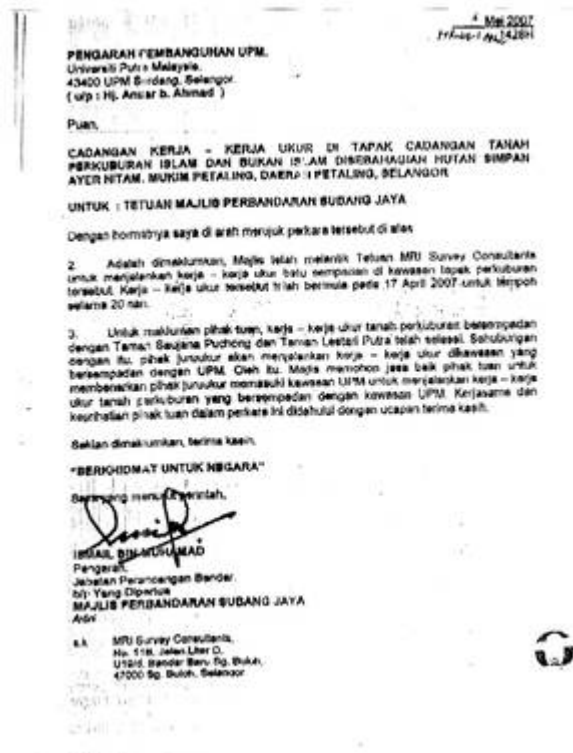 4 Mei 2007
1428H
PENGARAH PEMBANGUNAN UPM,
Universiti Putra Malaysia,
43400 UPM Serdang, Selangor.
( u/p : Hj. Anuar b. Ahmad )
Puan,
CADANGAN KERJA – KERJA UKUR DI TAPAK CADANGAN TANAH
PERKUBURAN ISLAM DAN BUKAN ISLAM DISEBAHAGIAN HUTAN SIMPAN
AYER HITAM, MUKIM PETALING, DAERAH PETALING, SELANGOR
UNTUK : TETUAN MAJLIS PERBANDARAN SUBANG JAYA
Dengan hormatnya saya di arah merujuk perkara tersebut di atas
2. Adalah dimaklumkan, Majlis telah melantik Tetuan MRI Survey Consultants
untuk menjalankan kerja – kerja ukur batu sempadan di kawasan tapak perkuburan
tersebut. Kerja – kerja ukur tersebut telah bermula pada 17 April 2007 untuk tempoh
selama 20 hari.
3. Untuk makluman pihak tuan, kerja – kerja ukur tanah perkuburan bersempadan
dengan Taman Saujana Puchong dan Taman Lestari Putra telah selesai. Sehubungan
dengan itu, pihak jurukur akan menjalankan kerja – kerja ukur dikawasan yang
bersempadan dengan UPM. Oleh itu, Majlis memohon jasa baik pihak tuan untuk
membenarkan pihak jurukur memasuki kawasan UPM untuk menjalankan kerja – kerja
ukur tanah perkuburan yang bersempadan dengan kawasan UPM. Kerjasama dan
keprihatinan pihak tuan dalam perkara ini didahului dengan ucapan terima kasih.
Sekian dimaklumkan, terima kasih.
"BERKHIDMAT UNTUK NEGARA"
Saya yang menurut perintah,
ISMAIL BIN MUHAMAD
Pengarah,
Jabatan Perancangan Bandar,
b/p Yang Dipertua
MAJLIS PERBANDARAN SUBANG JAYA
s.k MRI Survey Consultants,
No. 11B, Jalan Liter D,
Bandar Baru Sg. Buloh,
47000 Sg. Buloh, Selangor